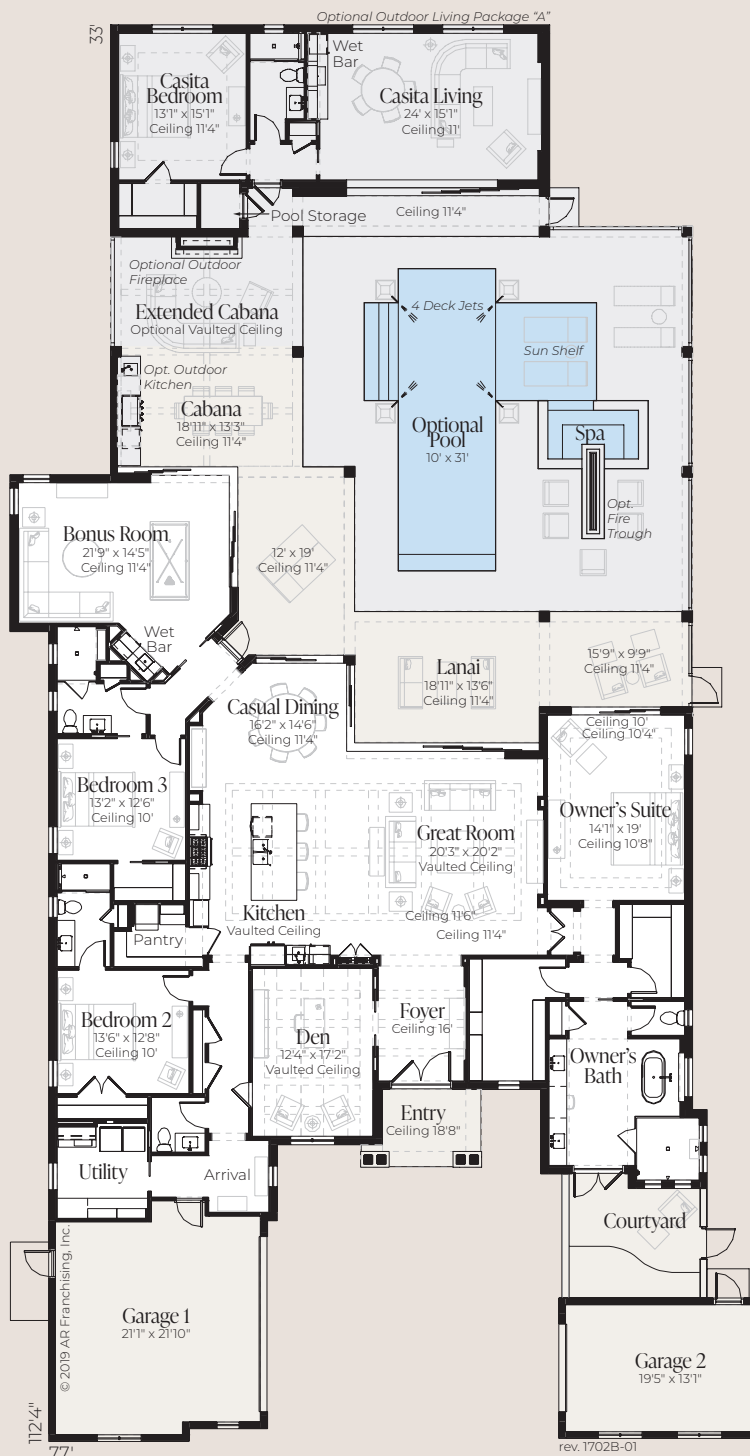 Optional Outdoor Living Package “A”
33'
Wet
Bar
Casita
Bedroom
13'1" x 15'1"
Ceiling 11'4"
Casita Living
24' x 15'1"
Ceiling 11'
Pool Storage
Ceiling 11'4"
Optional Outdoor
Fireplace
Extended Cabana
Optional Vaulted Ceiling
4 Deck Jets
Sun Shelf
Opt. Outdoor
Kitchen
Cabana
18'11" x 13'3"
Ceiling 11'4"
Optional
Pool
10' x 31'
Spa
Opt.
Fire
Trough
Bonus Room
21'9" x 14'5"
Ceiling 11'4"
12' x 19'
Ceiling 11'4"
Wet
Bar
Lanai
18'11" x 13'6"
Ceiling 11'4"
15'9" x 9'9"
Ceiling 11'4"
Casual Dining
16'2" x 14'6"
Ceiling 11'4"
Ceiling 10'
Ceiling 10'4"
Bedroom 3
13'2" x 12'6"
Ceiling 10'
Owner's Suite
14'1" x 19'
Ceiling 10'8"
Great Room
20'3" x 20'2"
Vaulted Ceiling
Kitchen
Vaulted Ceiling
Ceiling 11'6"
Ceiling 11'4"
Pantry
Bedroom 2
13'6" x 12'8"
Ceiling 10'
Den
12'4" x 17'2"
Vaulted Ceiling
Foyer
Ceiling 16'
Owner's
Bath
Entry
Ceiling 18'8"
Utility
Arrival
Courtyard
© 2019 AR Franchising, Inc.
Garage 1
21'1" x 21'10"
Garage 2
19'5" x 13'1"
112'4"
77'
rev. 1702B-01